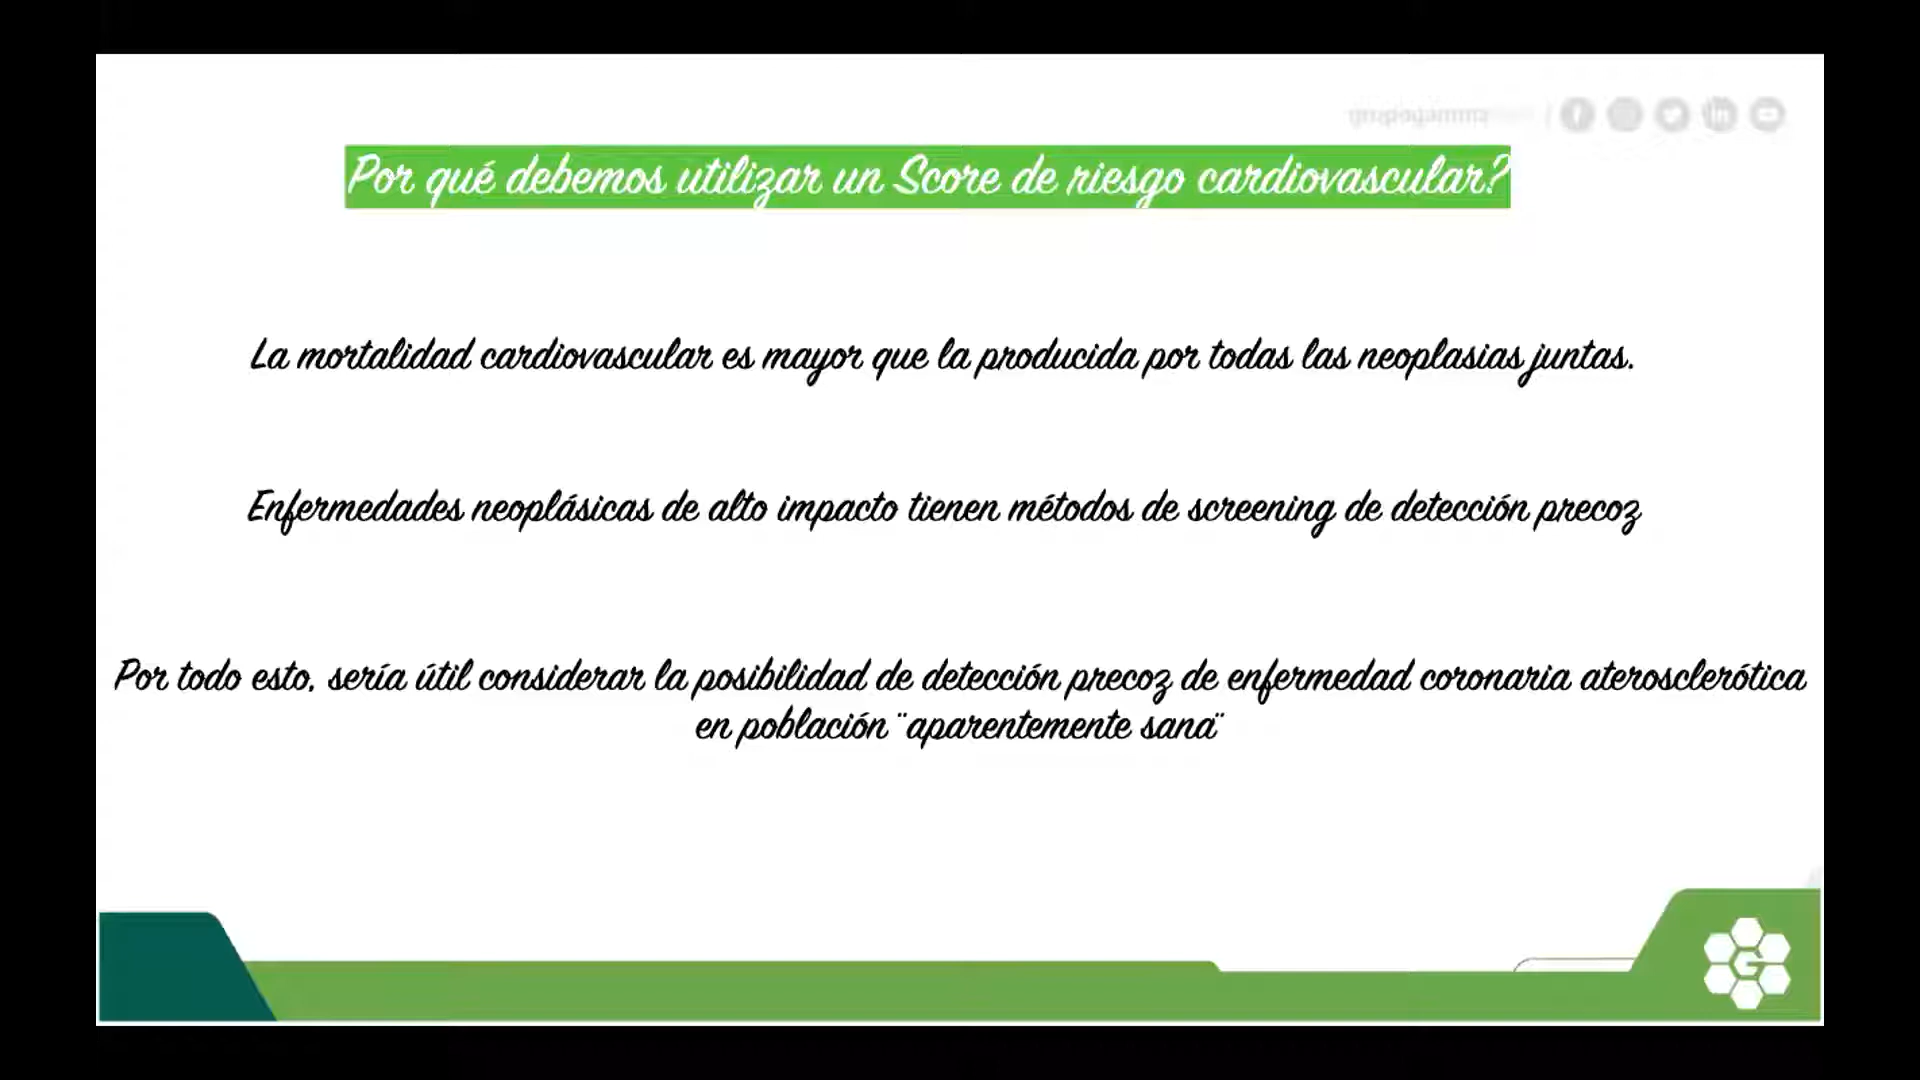 Por qué debemos utilizar un Score de riesgo cardiovascular?
La mortalidad cardiovascular es mayor que la producida por todas las neoplasias juntas.
Enfermedades neoplásicas de alto impacto tienen métodos de screening de detección precoz
Por todo esto, sería útil considerar la posibilidad de detección precoz de enfermedad coronaria aterosclerótica
en población ¨aparentemente sana¨